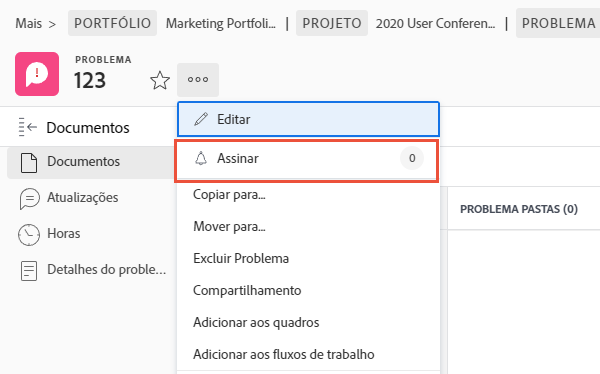 Mais > PORTFÓLIO Marketing Portfoli... | PROJETO 2020 User Conferen... | PROBLEMA
PROBLEMA
123
Editar
Documentos
Assinar 0
Documentos
Copiar para...
Atualizações
PROBLEMA PASTAS (0)
Mover para...
Horas
Excluir Problema
Detalhes do proble...
Compartilhamento
Adicionar aos quadros
Adicionar aos fluxos de trabalho